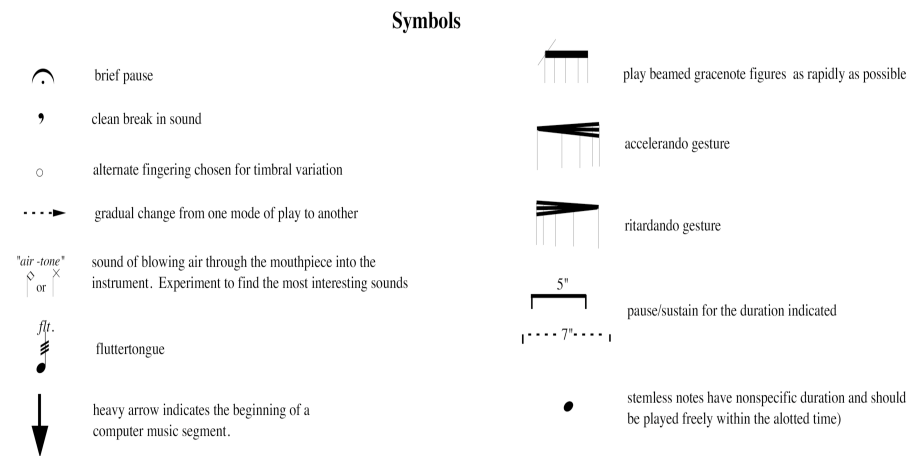 Symbols
brief pause
clean break in sound
alternate fingering chosen for timbral variation
gradual change from one mode of play to another
"air -tone"
or
sound of blowing air through the mouthpiece into the
instrument. Experiment to find the most interesting sounds
flt.
fluttertongue
heavy arrow indicates the beginning of a
computer music segment.
play beamed gracenote figures as rapidly as possible
accelerando gesture
ritardando gesture
5"
7"
pause/sustain for the duration indicated
stemless notes have nonspecific duration and should
be played freely within the alotted time)